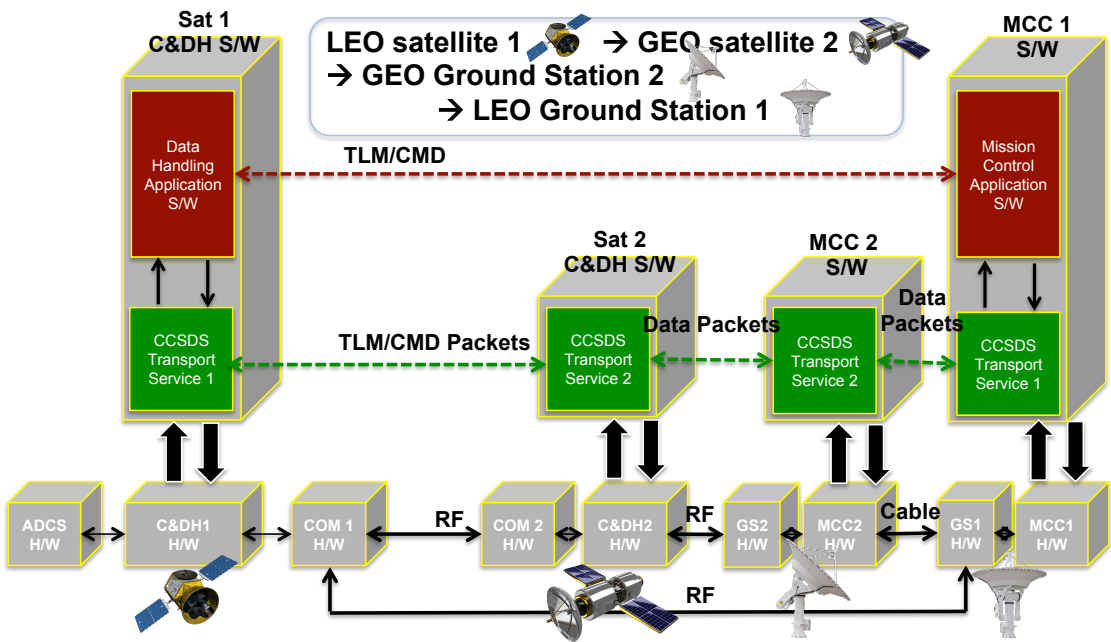 Sat 1
C&DH S/W
LEO satellite 1 → GEO satellite 2
→ GEO Ground Station 2
→ LEO Ground Station 1
MCC 1
S/W
Data
Handling
Application
S/W
TLM/CMD
Mission
Control
Application
S/W
Sat 2
C&DH S/W
MCC 2
S/W
CCSDS
Transport
Service 1
TLM/CMD Packets
CCSDS
Transport
Service 2
Data Packets
CCSDS
Transport
Service 2
Data
Packets
CCSDS
Transport
Service 1
ADCS
H/W
C&DH1
H/W
COM 1
H/W
RF
COM 2
H/W
C&DH2
H/W
RF
GS2
H/W
MCC2
H/W
Cable
GS1
H/W
MCC1
H/W
RF